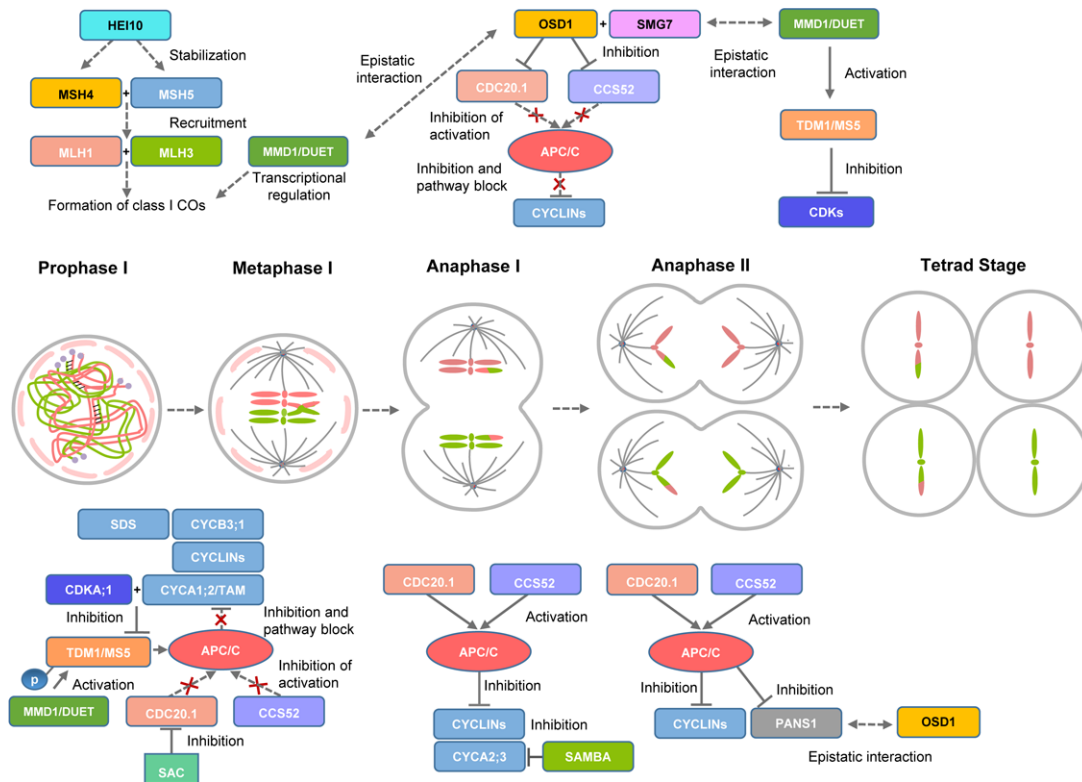 HEI10
Stabilization
MSH4 + MSH5
Recruitment
MLH1 + MLH3
MMD1/DUET
Transcriptional
regulation
Formation of class I COs
Epistatic
interaction
OSD1 + SMG7
Inhibition
CDC20.1
CCS52
Inhibition of
activation
APC/C
Inhibition and
pathway block
CYCLINs
Epistatic
interaction
MMD1/DUET
Activation
TDM1/MS5
Inhibition
CDKs
Prophase I
Metaphase I
Anaphase I
Anaphase II
Tetrad Stage
SDS
CYCB3;1
CYCLINs
CDKA;1 + CYCA1;2/TAM
Inhibition
Inhibition and
pathway block
TDM1/MS5
APC/C
p
Activation
Inhibition of
activation
MMD1/DUET
CDC20.1
CCS52
Inhibition
SAC
CDC20.1
CCS52
Activation
APC/C
Inhibition
CYCLINs
Inhibition
CYCA2;3
SAMBA
CDC20.1
CCS52
Activation
APC/C
Inhibition
Inhibition
CYCLINs
PANS1
OSD1
Epistatic interaction